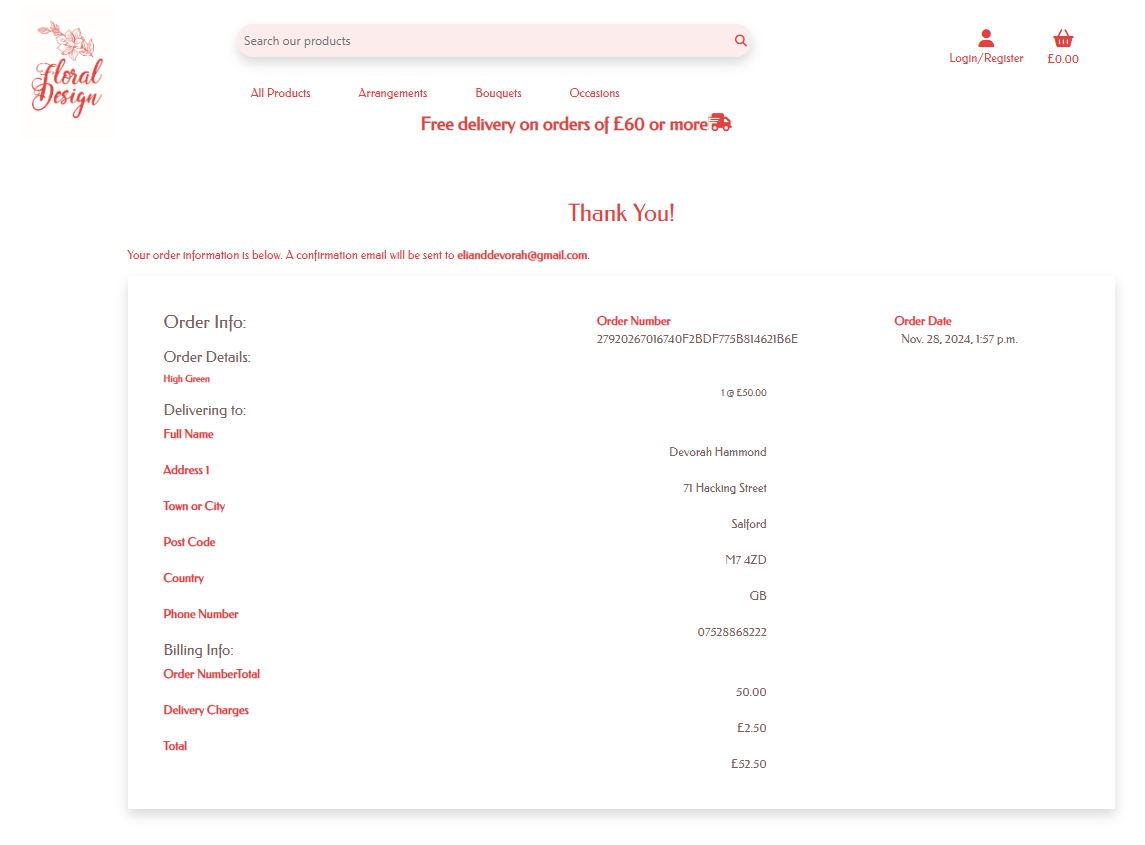 Floral
Design
Search our products
Login/Register
£0.00
All Products
Arrangements
Bouquets
Occasions
Free delivery on orders of £60 or more
Thank You!
Your order information is below. A confirmation email will be sent to elianddevorah@gmail.com.
Order Info:
Order Number
27920267016740F2BDF775B814621B6E
Order Date
Nov. 28, 2024, 1:57 p.m.
Order Details:
High Green
1 @ £50.00
Delivering to:
Full Name
Devorah Hammond
Address 1
71 Hacking Street
Town or City
Salford
Post Code
M7 4ZD
Country
GB
Phone Number
07528868222
Billing Info:
Order NumberTotal
50.00
Delivery Charges
£2.50
Total
£52.50